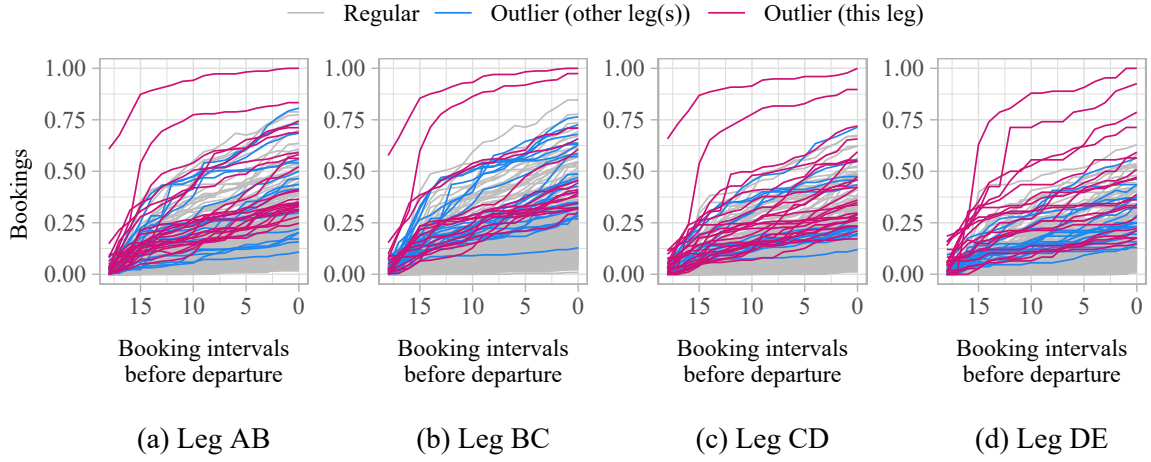 Regular Outlier (other leg(s)) Outlier (this leg)
1.00 1.00 1.00 1.00
0.75 0.75 0.75 0.75
0.50 0.50 0.50 0.50
0.25 0.25 0.25 0.25
0.00 0.00 0.00 0.00
Bookings
15 10 5 0 15 10 5 0 15 10 5 0 15 10 5 0
Booking intervals Booking intervals Booking intervals Booking intervals
before departure before departure before departure before departure
(a) Leg AB (b) Leg BC (c) Leg CD (d) Leg DE